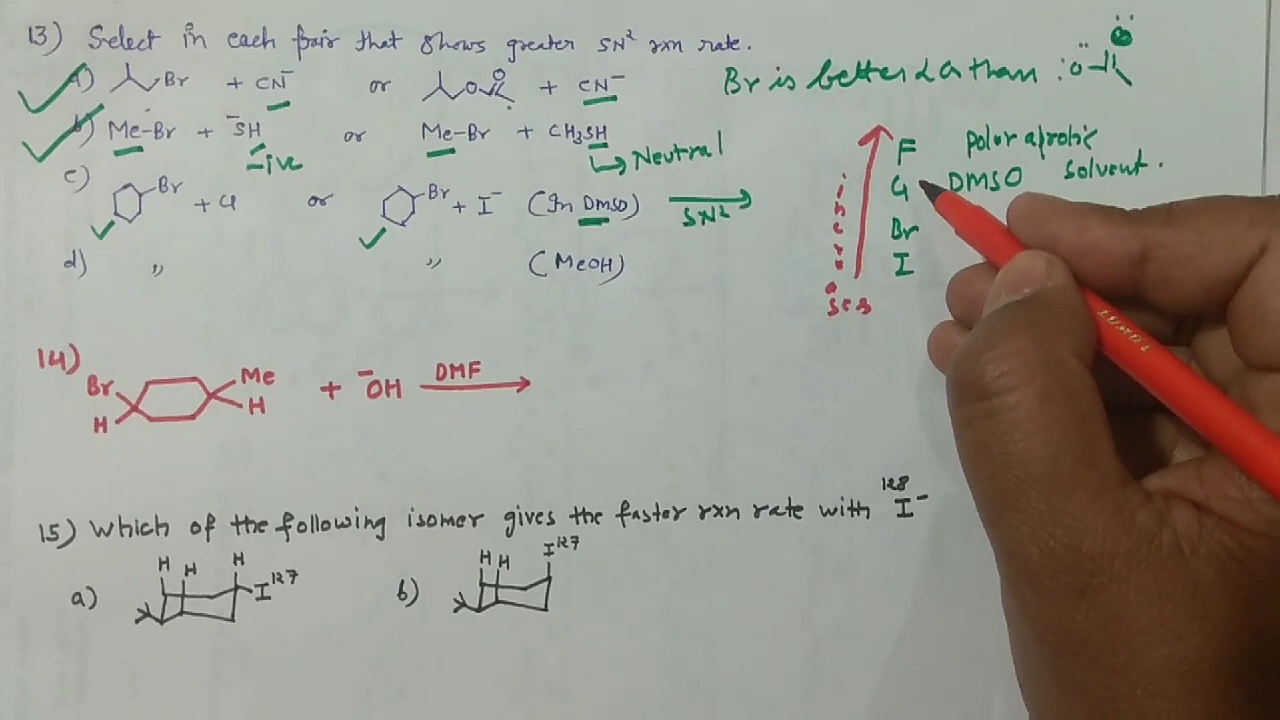 13) Select in each pair that shows greater SN² rxn rate.
a) Br + CN⁻ or O O + CN⁻
Br is better LG than :Ö
b) Me-Br + ⁻SH or Me-Br + CH₃SH
-ive
Neutral
c) Br + Cl or Br + I⁻ (In DMSO) SN²
d) " " (MeOH)
F
Cl
Br
I
increases
polar aprotic
DMSO solvent.
14) Br H Me H + ⁻OH DMF
15) Which of the following isomer gives the faster rxn rate with ¹²⁸I⁻
a) H H H I¹²⁷
b) H H I¹²⁷